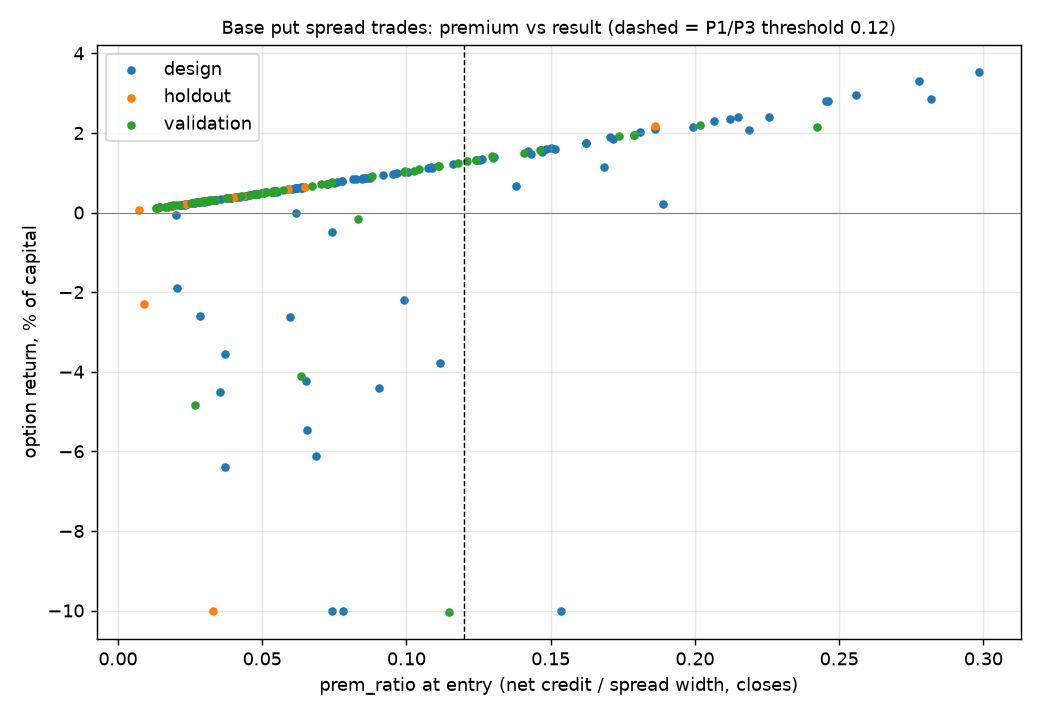 Base put spread trades: premium vs result (dashed = P1/P3 threshold 0.12)
design
holdout
validation
4
2
0
−2
−4
−6
−8
−10
option return, % of capital
0.00 0.05 0.10 0.15 0.20 0.25 0.30
prem_ratio at entry (net credit / spread width, closes)